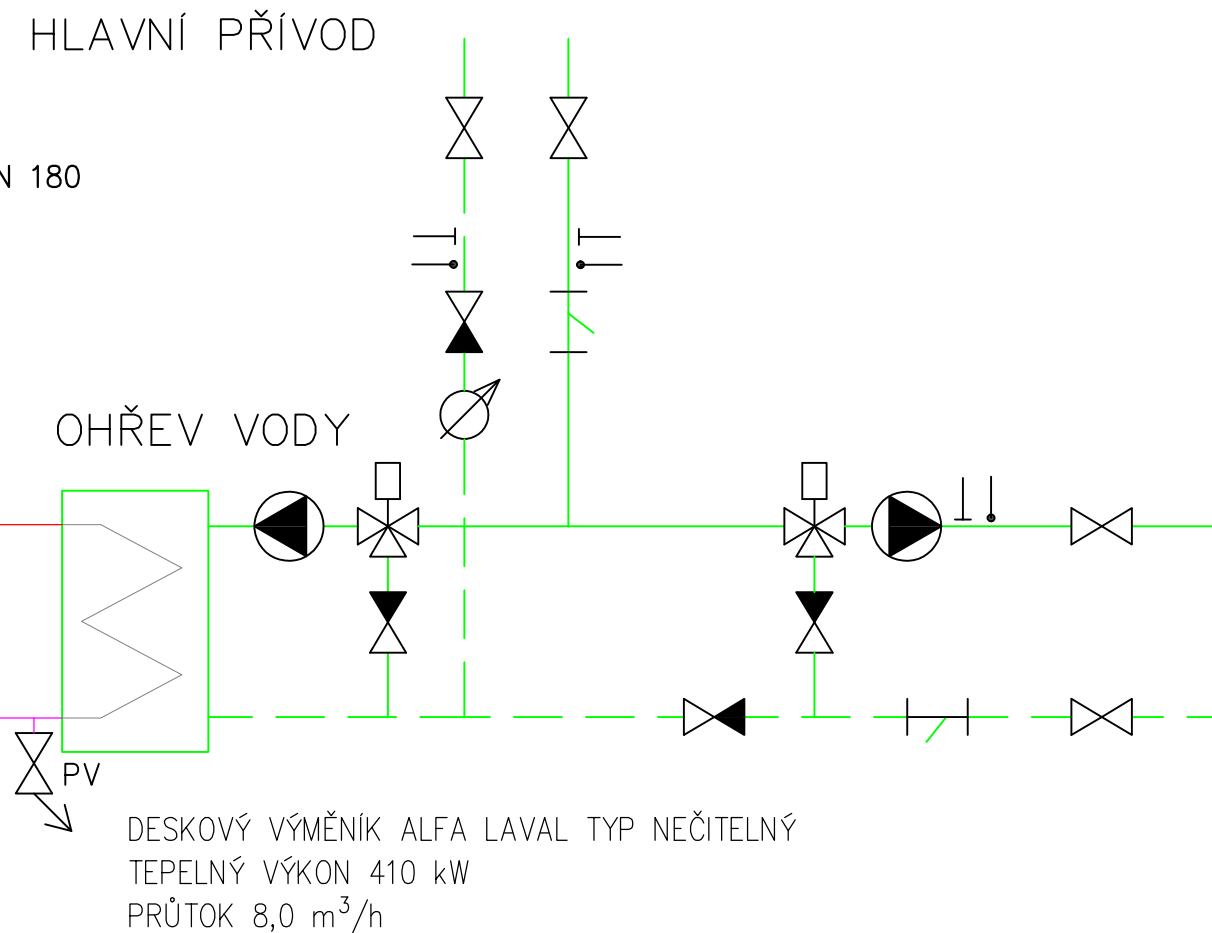 HLAVNÍ PŘÍVOD
N 180
OHŘEV VODY
PV
DESKOVÝ VÝMĚNÍK ALFA LAVAL TYP NEČITELNÝ
TEPELNÝ VÝKON 410 kW
PRŮTOK 8,0 m³/h